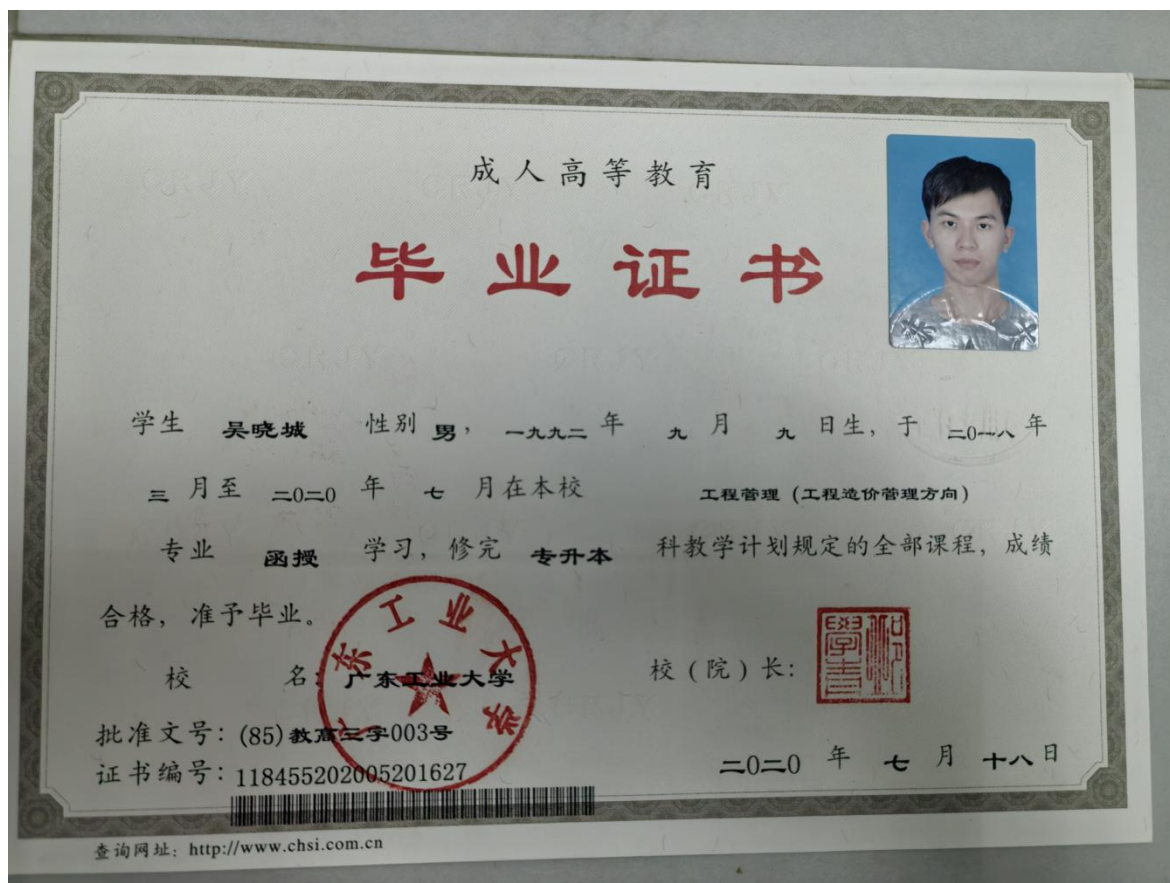 成人高等教育
毕业证书
学生 吴晓城 性别 男， 一九九二 年 九 月 九 日生，于 二0一八 年
三 月至 二0二0 年 七 月在本校 工程管理（工程造价管理方向）
专业 函授 学习，修完 专升本 科教学计划规定的全部课程，成绩
合格，准予毕业。
校 名：广东工业大学
校（院）长：
广东工业大学
批准文号：(85)教高三字003号
证书编号：118455202005201627
二0二0 年 七 月 十八 日
查询网址：http://www.chsi.com.cn